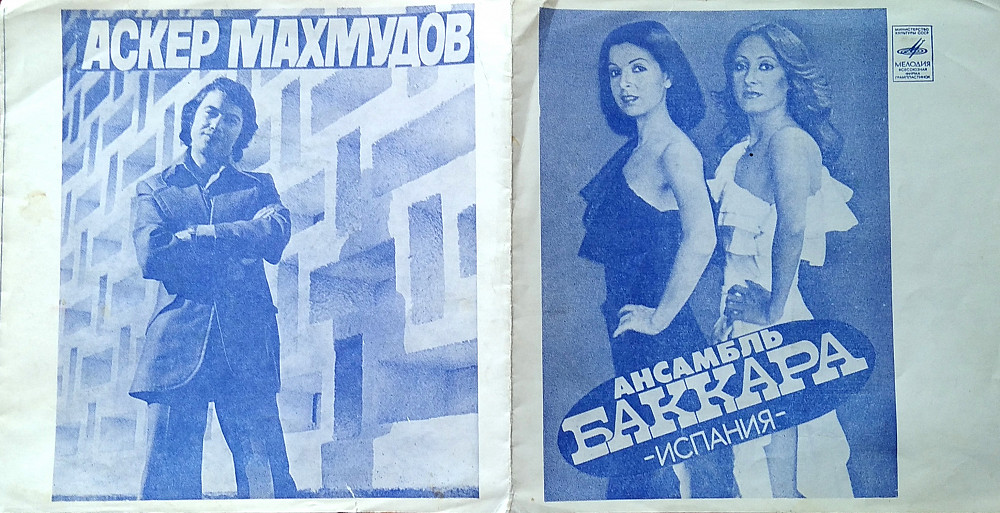 АСКЕР МАХМУДОВ
МИНИСТЕРСТВО
КУЛЬТУРЫ СССР
МЕЛОДИЯ
ВСЕСОЮЗНАЯ
ФИРМА
ГРАМПЛАСТИНОК
АНСАМБЛЬ
БАККАРА
-ИСПАНИЯ-